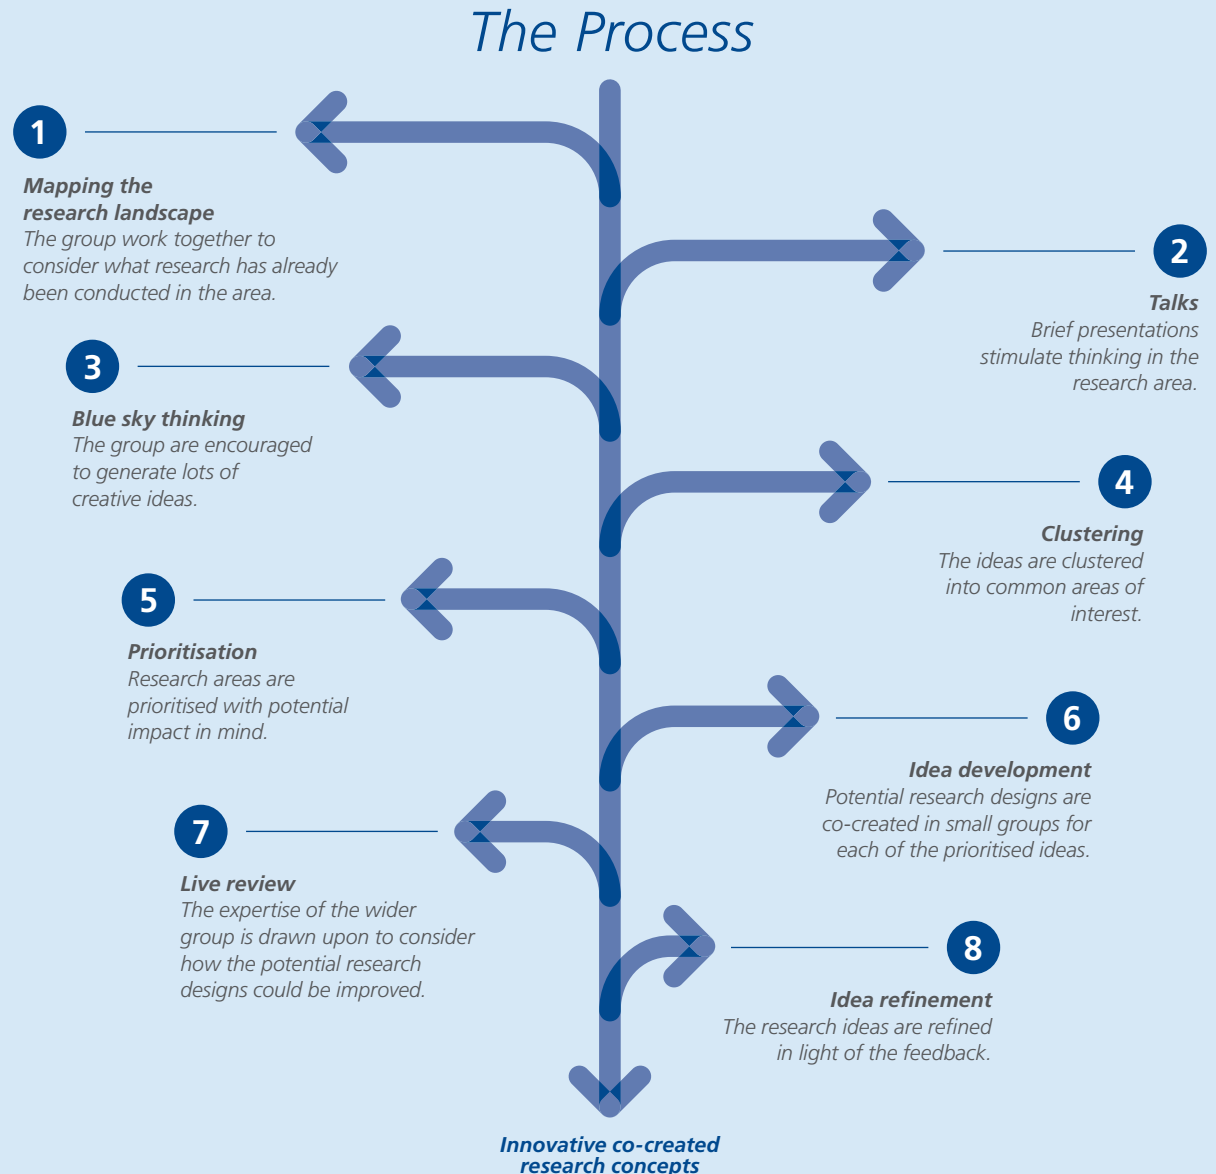 The Process
1
Mapping the
research landscape
The group work together to
consider what research has already
been conducted in the area.
2
Talks
Brief presentations
stimulate thinking in the
research area.
3
Blue sky thinking
The group are encouraged
to generate lots of
creative ideas.
4
Clustering
The ideas are clustered
into common areas of
interest.
5
Prioritisation
Research areas are
prioritised with potential
impact in mind.
6
Idea development
Potential research designs are
co-created in small groups for
each of the prioritised ideas.
7
Live review
The expertise of the wider
group is drawn upon to consider
how the potential research
designs could be improved.
8
Idea refinement
The research ideas are refined
in light of the feedback.
Innovative co-created
research concepts